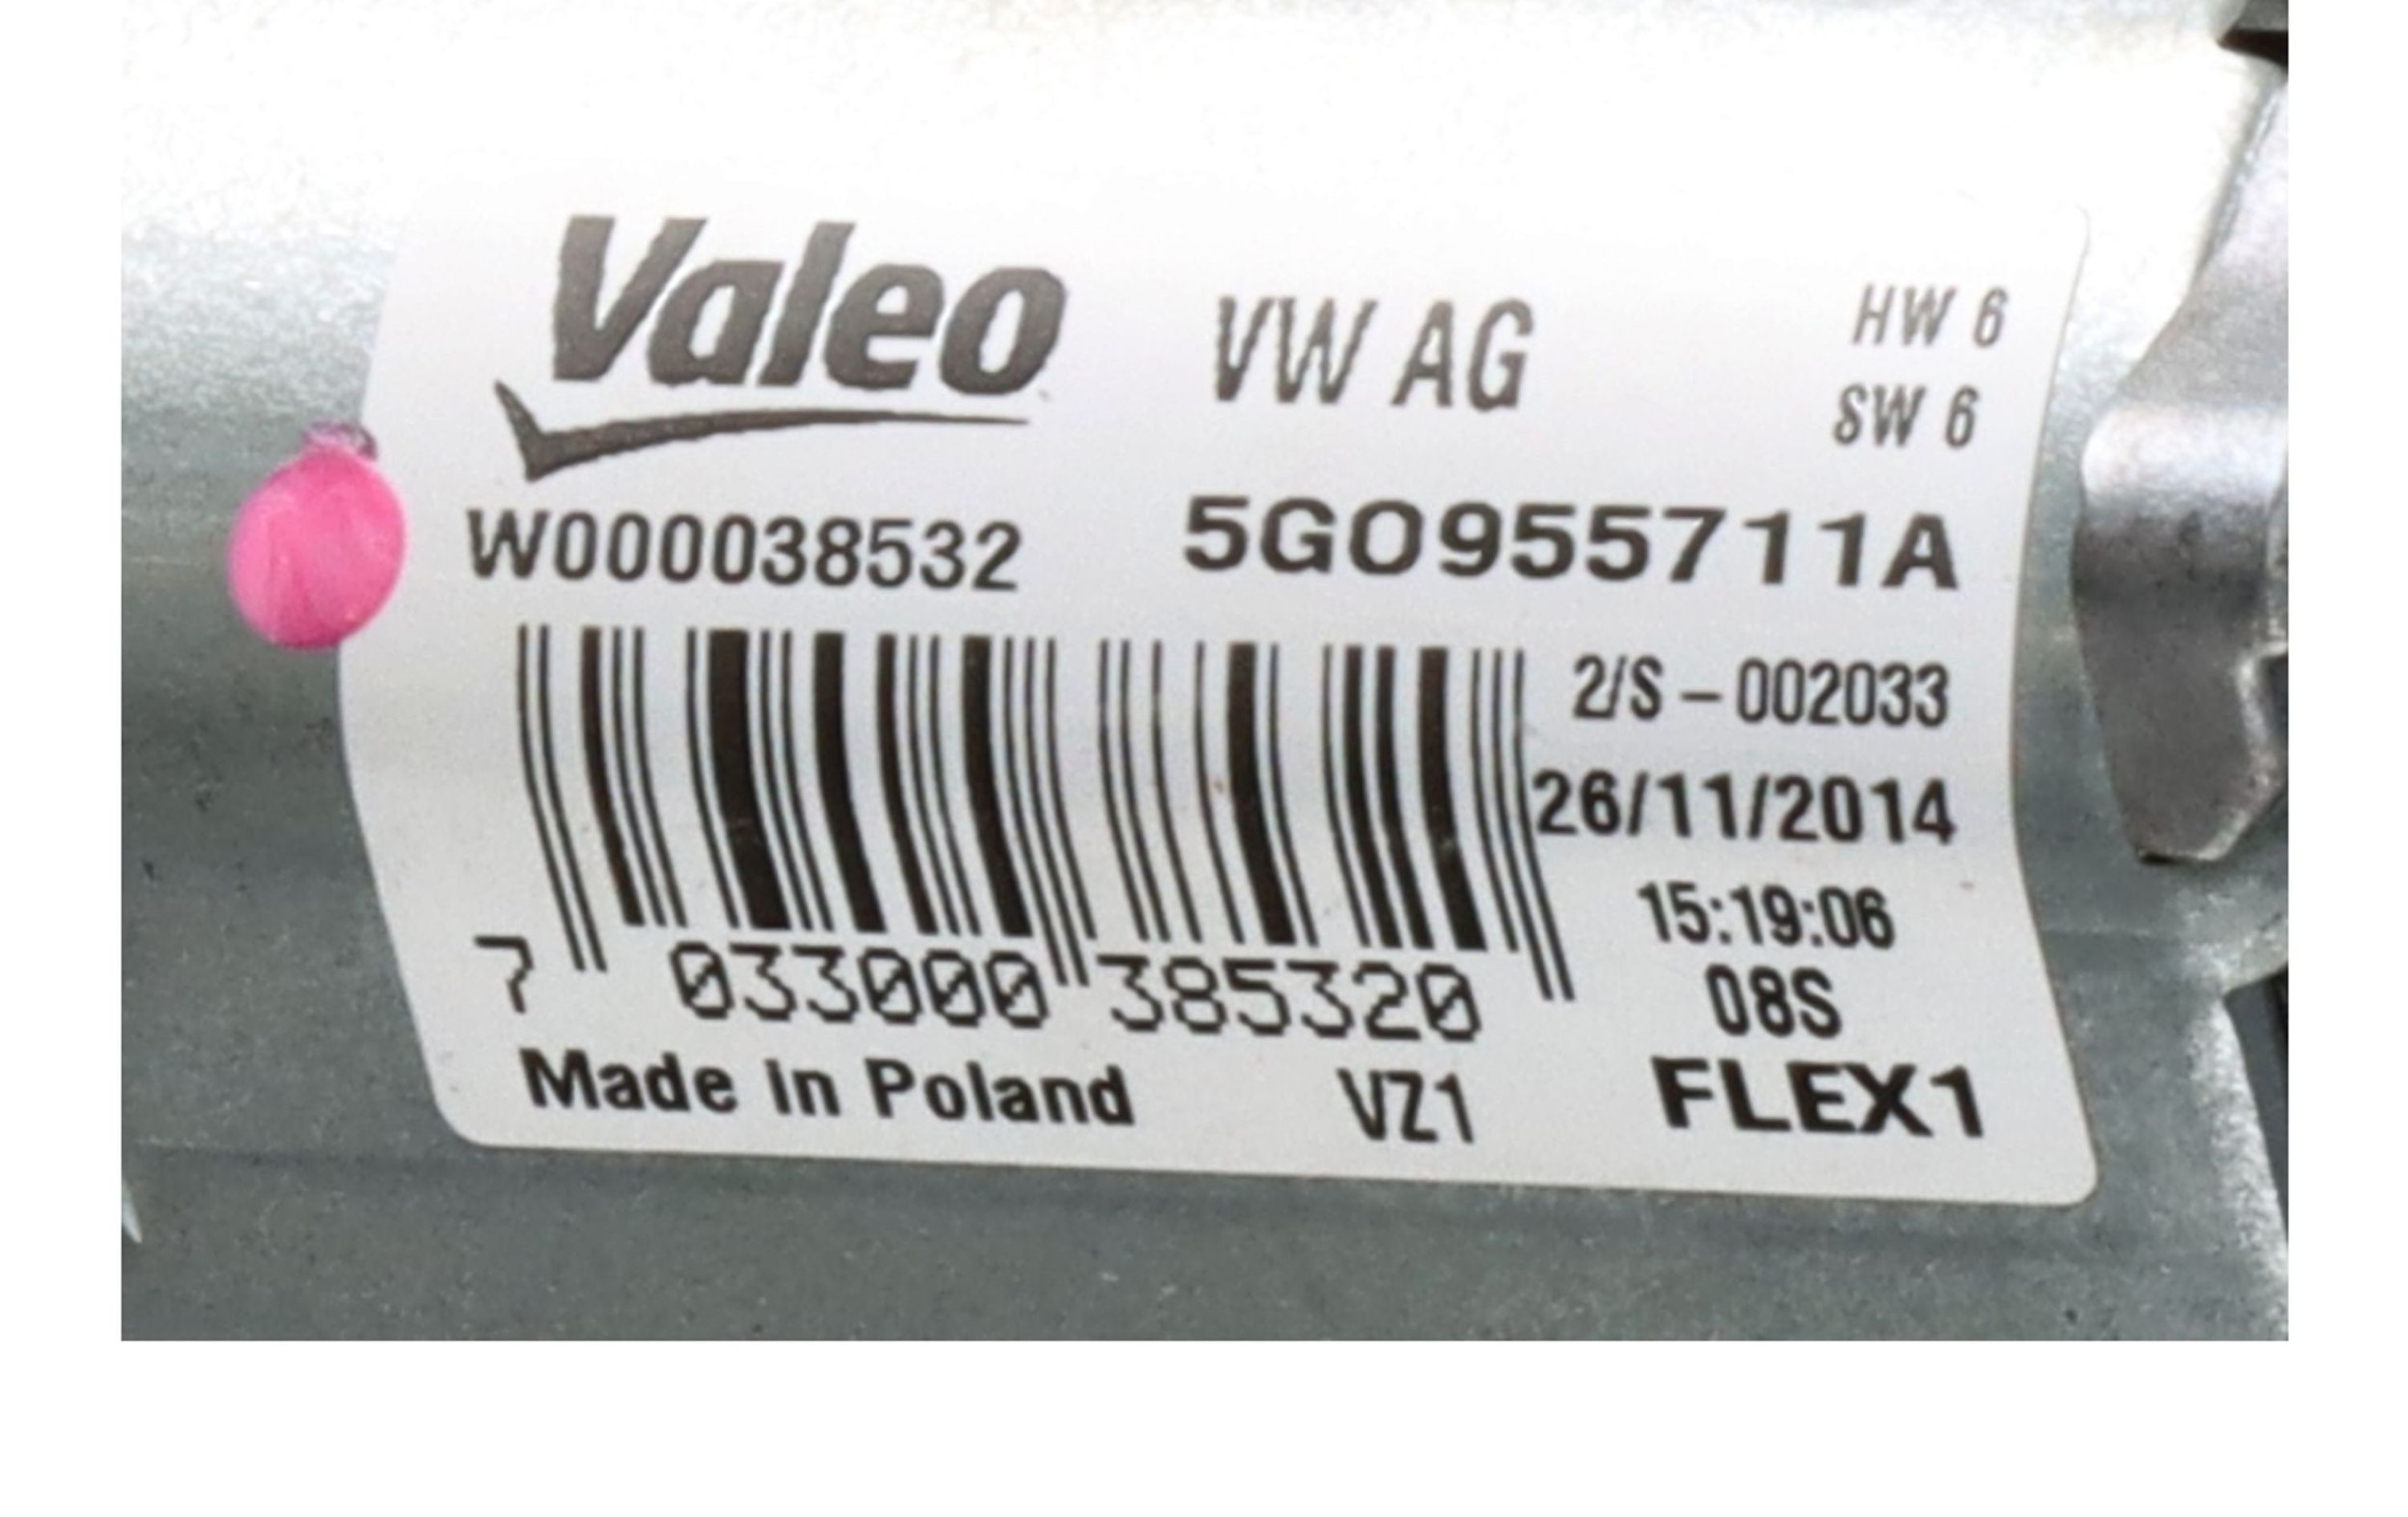 Valeo VW AG HW 6
SW 6
W000038532 5G0955711A
2/S – 002033
26/11/2014
15:19:06
7 033000 385320 08S
Made in Poland VZ1 FLEX1